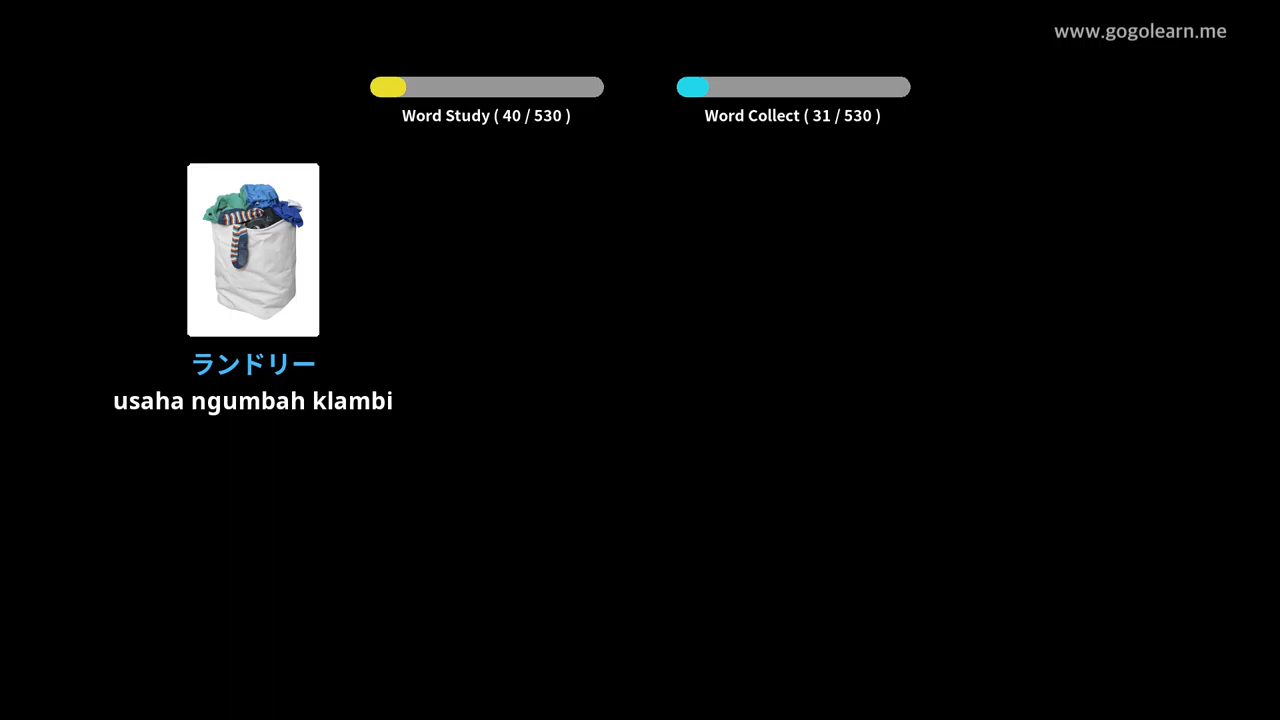 www.gogolearn.me
Word Study ( 40 / 530 )
Word Collect ( 31 / 530 )
ランドリー
usaha ngumbah klambi